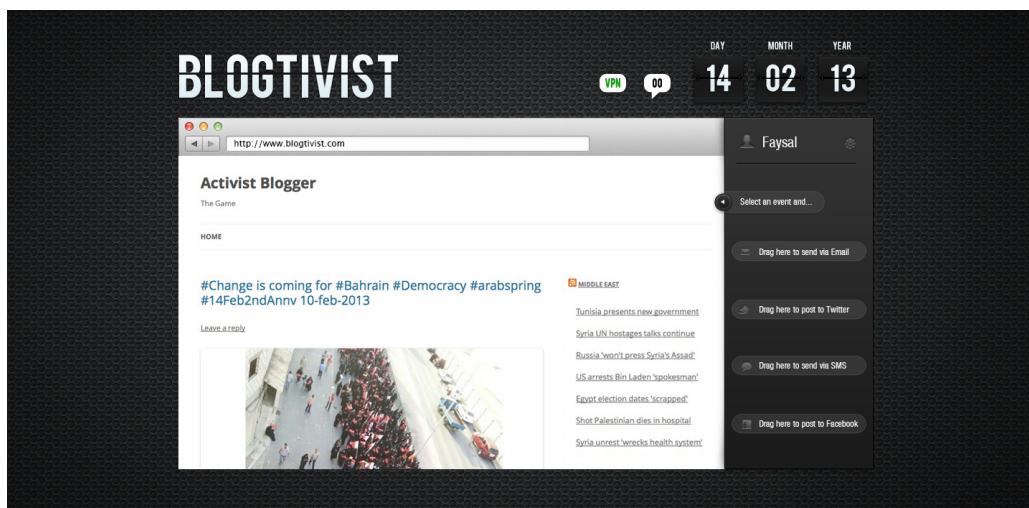 BLOGTIVIST
VPN
00
DAY
MONTH
YEAR
14
02
13
http://www.blogtivist.com
Activist Blogger
The Game
HOME
#Change is coming for #Bahrain #Democracy #arabspring
#14Feb2ndAnnv 10-feb-2013
Leave a reply
MIDDLE EAST
Tunisia presents new government
Syria UN hostages talks continue
Russia 'won't press Syria's Assad'
US arrests Bin Laden 'spokesman'
Egypt election dates 'scrapped'
Shot Palestinian dies in hospital
Syria unrest 'wrecks health system'
Faysal
Select an event and...
Drag here to send via Email
Drag here to post to Twitter
Drag here to send via SMS
Drag here to post to Facebook